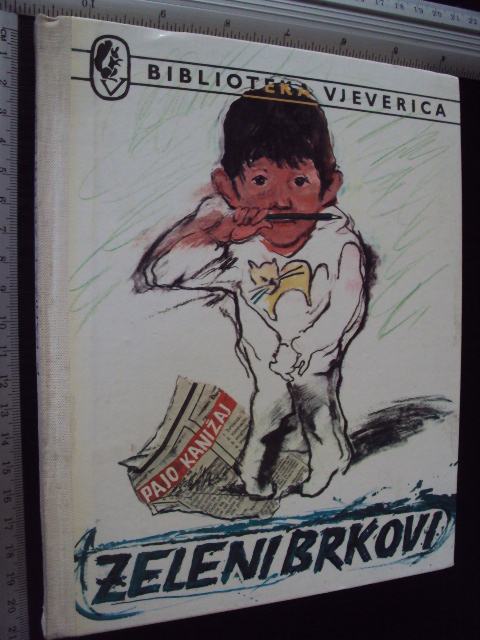 BIBLIOTEKA VJEVERICA
PAJO KANIŽAJ
ZELENI BRKOVI